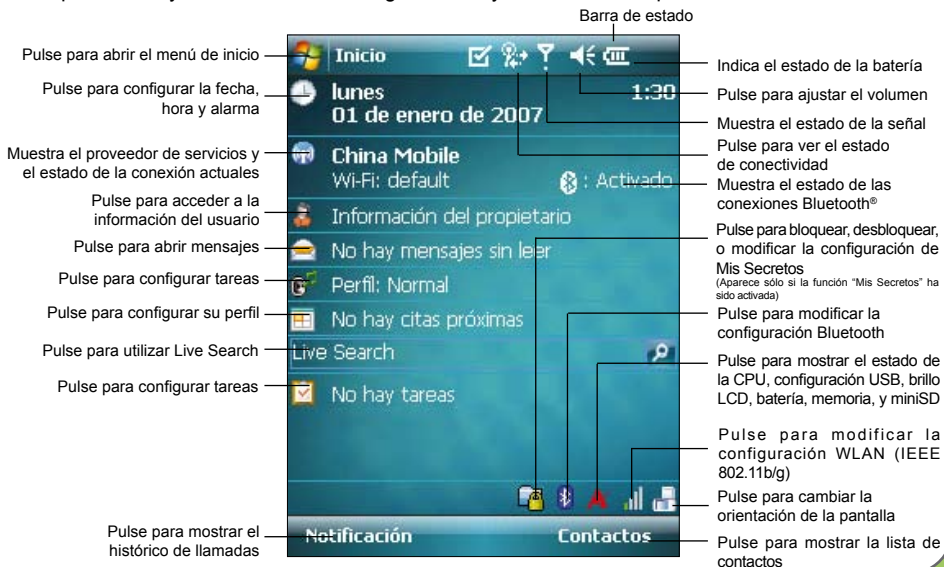 Barra de estado
Pulse para abrir el menú de inicio
Pulse para configurar la fecha,
hora y alarma
Muestra el proveedor de servicios y
el estado de la conexión actuales
Pulse para acceder a la
información del usuario
Pulse para abrir mensajes
Pulse para configurar tareas
Pulse para configurar su perfil
Pulse para utilizar Live Search
Pulse para configurar tareas
Pulse para mostrar el
histórico de llamadas
Inicio
lunes
1:30
01 de enero de 2007
China Mobile
Wi-Fi: default
: Activado
Información del propietario
No hay mensajes sin leer
Perfil: Normal
No hay citas próximas
Live Search
No hay tareas
Notificación
Contactos
Indica el estado de la batería
Pulse para ajustar el volumen
Muestra el estado de la señal
Pulse para ver el estado
de conectividad
Muestra el estado de las
conexiones Bluetooth®
Pulse para bloquear, desbloquear,
o modificar la configuración de
Mis Secretos
(Aparece sólo si la función “Mis Secretos” ha
sido activada)
Pulse para modificar la
configuración Bluetooth
Pulse para mostrar el estado de
la CPU, configuración USB, brillo
LCD, batería, memoria, y miniSD
Pulse para modificar la
configuración WLAN (IEEE
802.11b/g)
Pulse para cambiar la
orientación de la pantalla
Pulse para mostrar la lista de
contactos